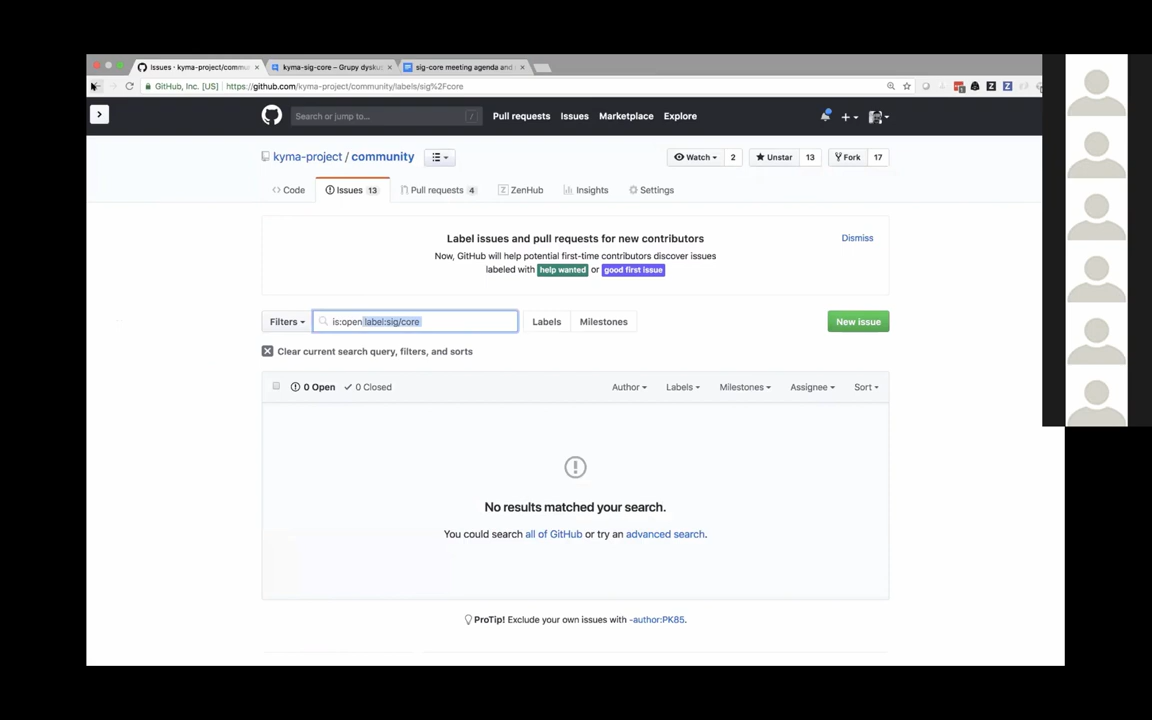 Issues · kyma-project/commu
kyma-sig-core – Grupy dysku
sig-core meeting agenda and
GitHub, Inc. [US]
https://github.com/kyma-project/community/labels/sig%2Fcore
Search or jump to...
/
Pull requests
Issues
Marketplace
Explore
kyma-project / community
Watch
2
Unstar
13
Fork
17
<> Code
Issues 13
Pull requests 4
ZenHub
Insights
Settings
Label issues and pull requests for new contributors
Dismiss
Now, GitHub will help potential first-time contributors discover issues
labeled with help wanted or good first issue
Filters
is:open label:sig/core
Labels
Milestones
New issue
Clear current search query, filters, and sorts
0 Open
0 Closed
Author
Labels
Milestones
Assignee
Sort
No results matched your search.
You could search all of GitHub or try an advanced search.
ProTip! Exclude your own issues with -author:PK85.